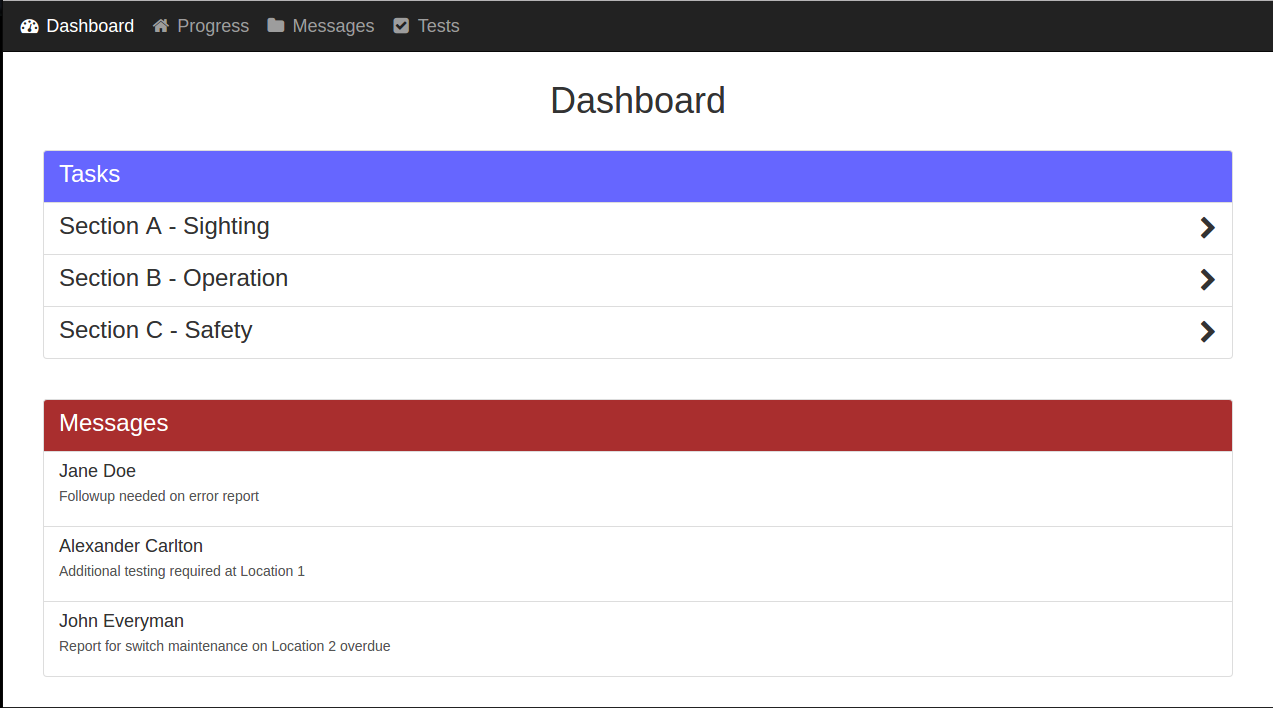 Dashboard Progress Messages Tests
Dashboard
Tasks
Section A - Sighting
Section B - Operation
Section C - Safety
Messages
Jane Doe
Followup needed on error report
Alexander Carlton
Additional testing required at Location 1
John Everyman
Report for switch maintenance on Location 2 overdue